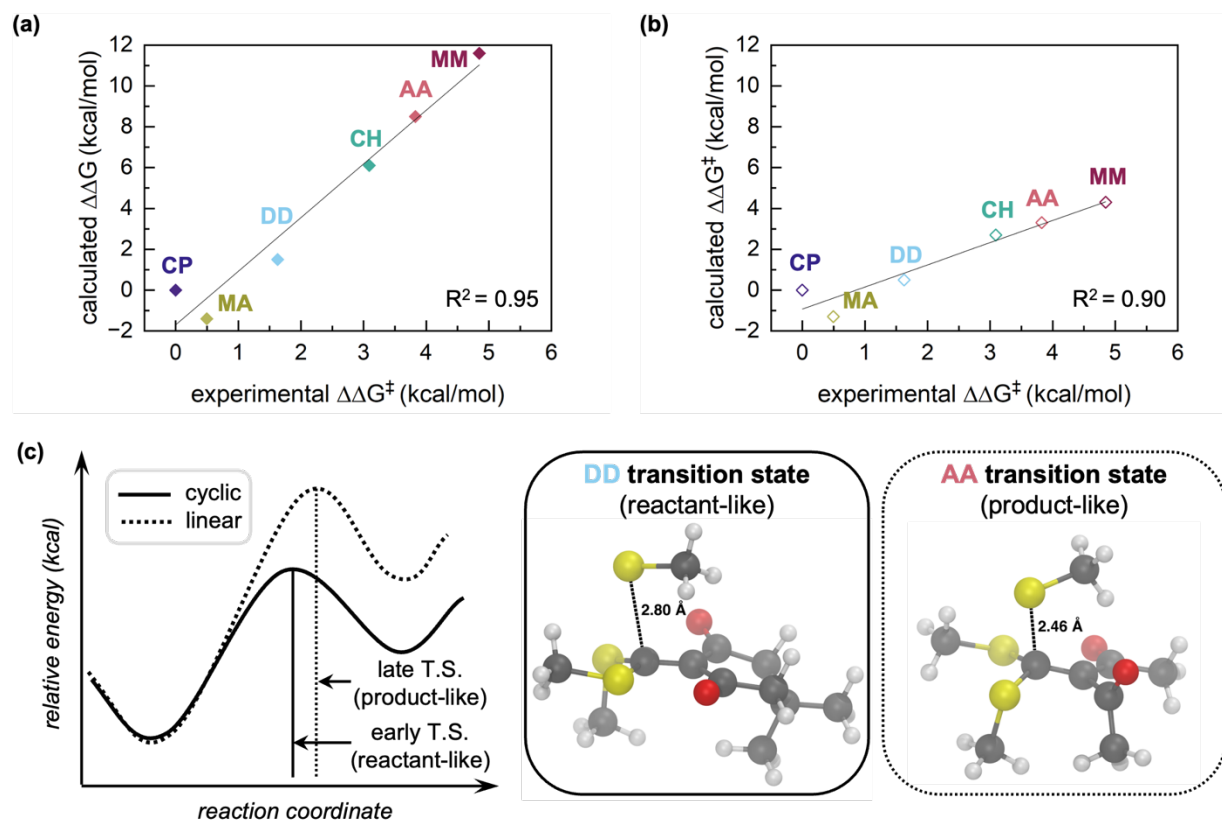 (a)
calculated ΔΔG (kcal/mol)
12
10
8
6
4
2
0
−2
MM
AA
CH
DD
CP
MA
R² = 0.95
0 1 2 3 4 5 6
experimental ΔΔG‡ (kcal/mol)
(b)
calculated ΔΔG‡ (kcal/mol)
12
10
8
6
4
2
0
−2
MM
AA
CH
DD
CP
MA
R² = 0.90
0 1 2 3 4 5 6
experimental ΔΔG‡ (kcal/mol)
(c)
relative energy (kcal)
cyclic
linear
late T.S.
(product-like)
early T.S.
(reactant-like)
reaction coordinate
DD transition state
(reactant-like)
2.80 Å
AA transition state
(product-like)
2.46 Å